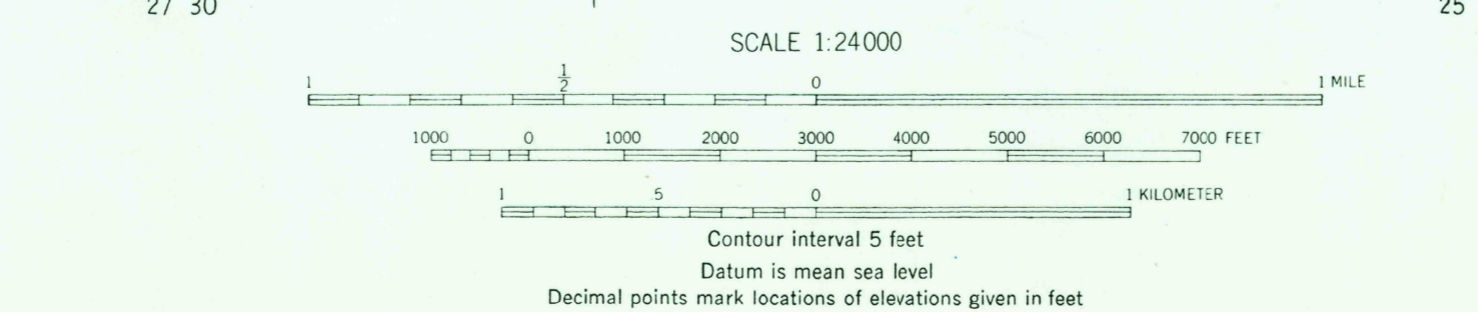 27 30 25
SCALE 1:24000
1 1/2 0 1 MILE
1000 0 1000 2000 3000 4000 5000 6000 7000 FEET
1 5 0 1 KILOMETER
Contour interval 5 feet
Datum is mean sea level
Decimal points mark locations of elevations given in feet